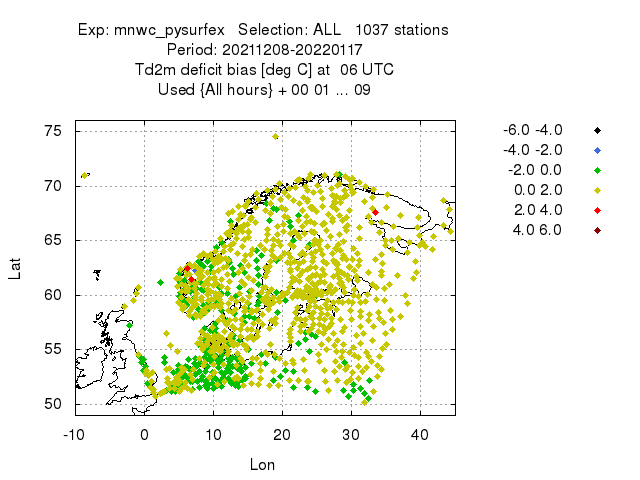 Exp: mnwc_pysurfex   Selection: ALL   1037 stations
Period: 20211208-20220117
Td2m deficit bias [deg C] at  06 UTC
Used {All hours} + 00 01 ... 09
-6.0 -4.0
-4.0 -2.0
-2.0 0.0
0.0 2.0
2.0 4.0
4.0 6.0
75
70
65
60
55
50
Lat
-10 0 10 20 30 40
Lon